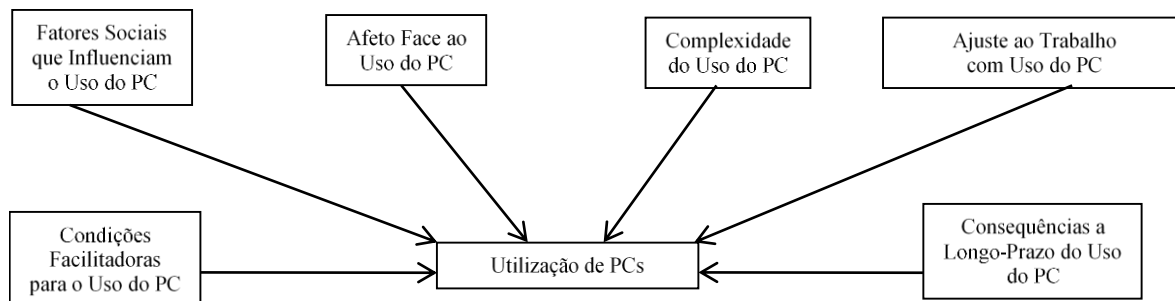 Fatores Sociais
que Influenciam
o Uso do PC
Afeto Face ao
Uso do PC
Complexidade
do Uso do PC
Ajuste ao Trabalho
com Uso do PC
Condições
Facilitadoras
para o Uso do PC
Utilização de PCs
Consequências a
Longo-Prazo do Uso
do PC